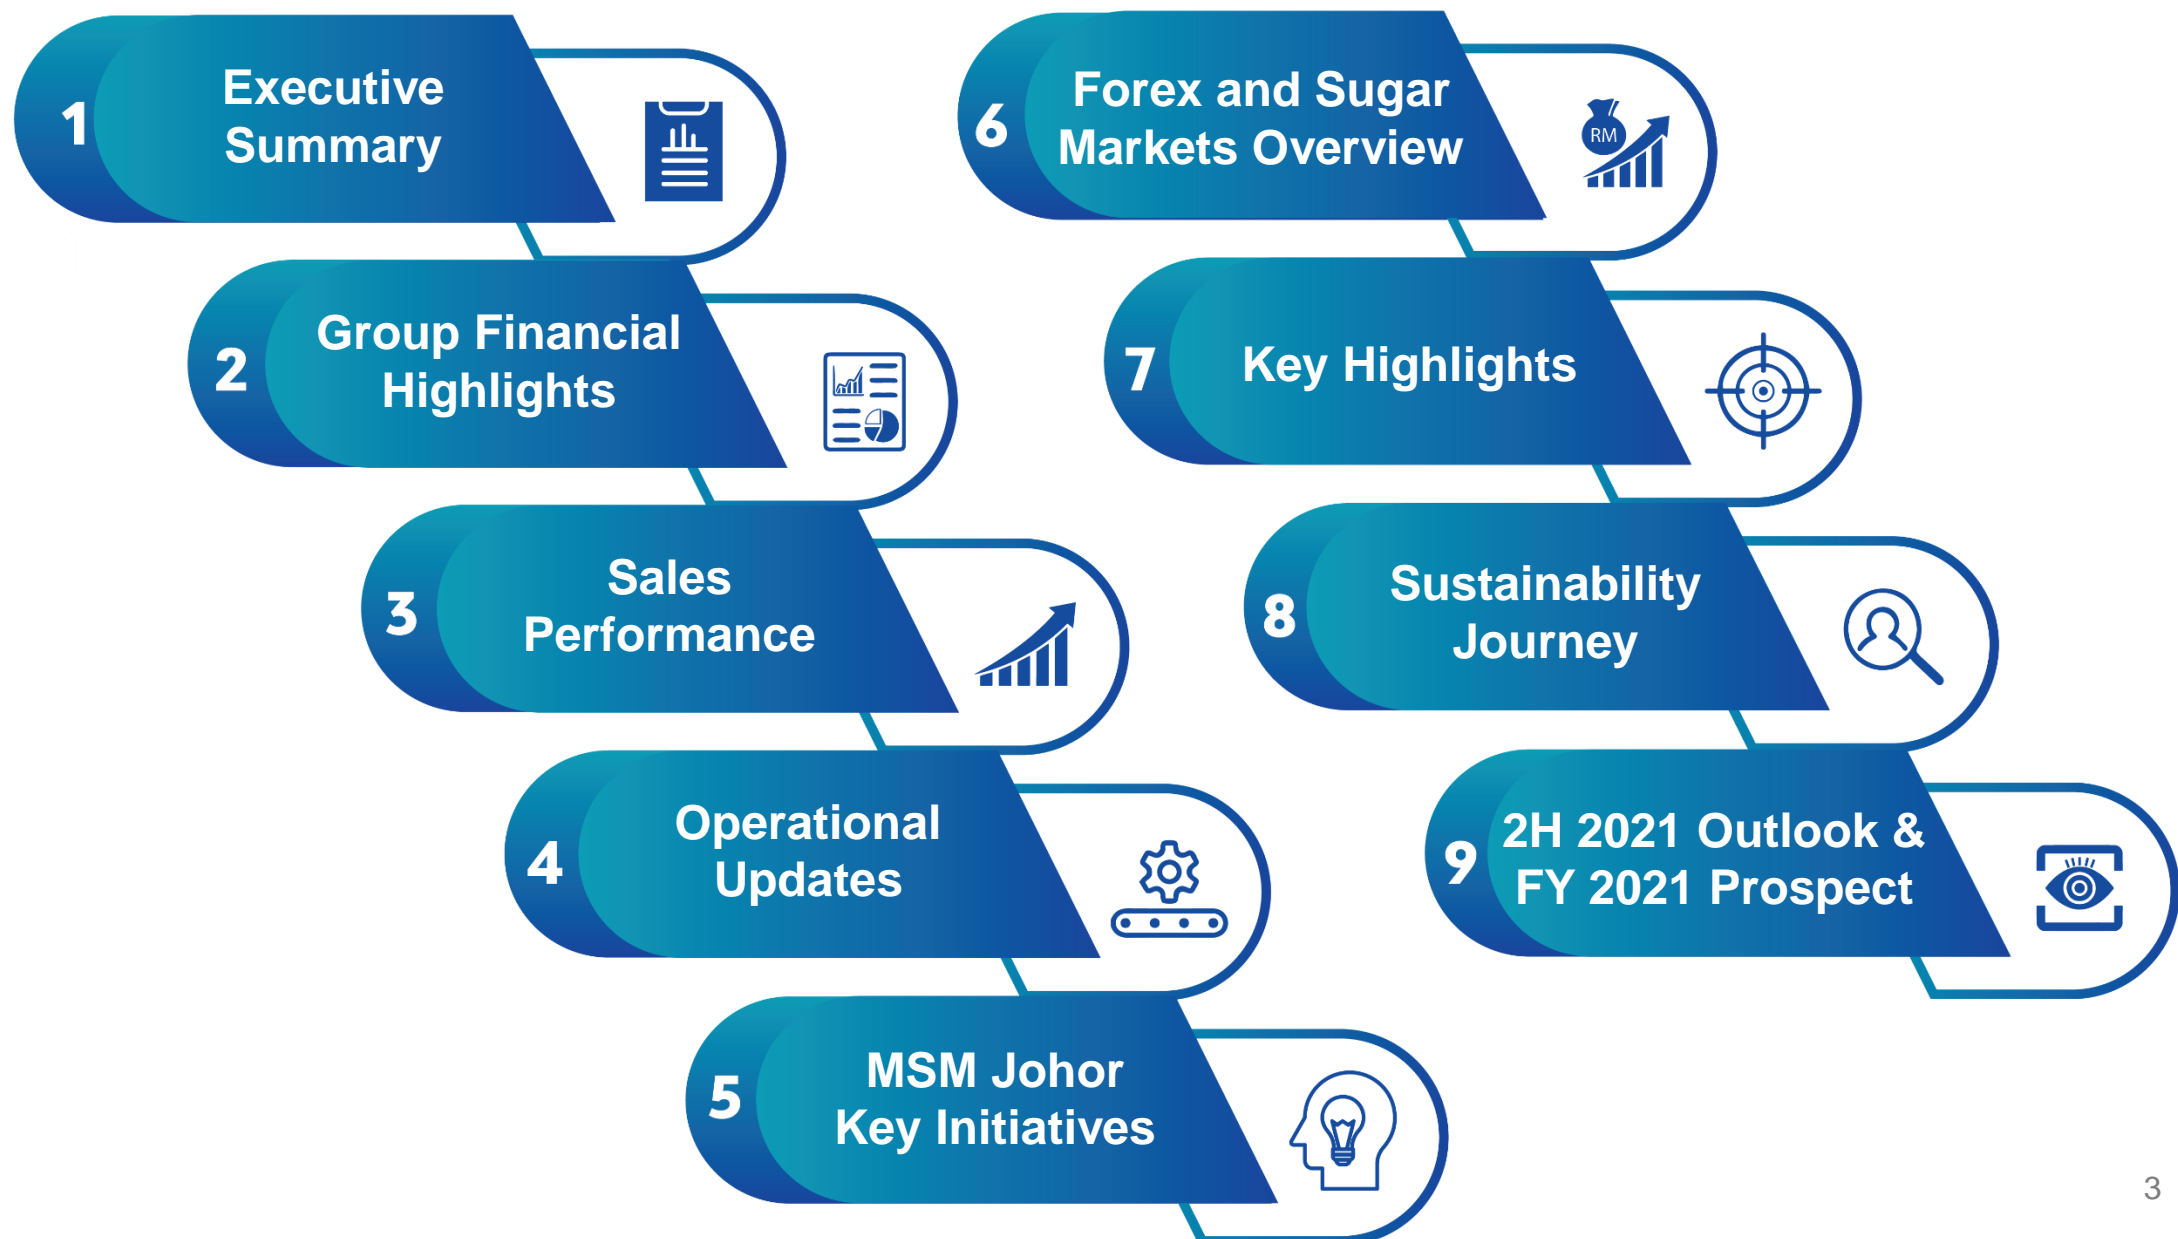 1
Executive
Summary
2
Group Financial
Highlights
3
Sales
Performance
4
Operational
Updates
5
MSM Johor
Key Initiatives
6
Forex and Sugar
Markets Overview
RM
7
Key Highlights
8
Sustainability
Journey
9
2H 2021 Outlook &
FY 2021 Prospect
3